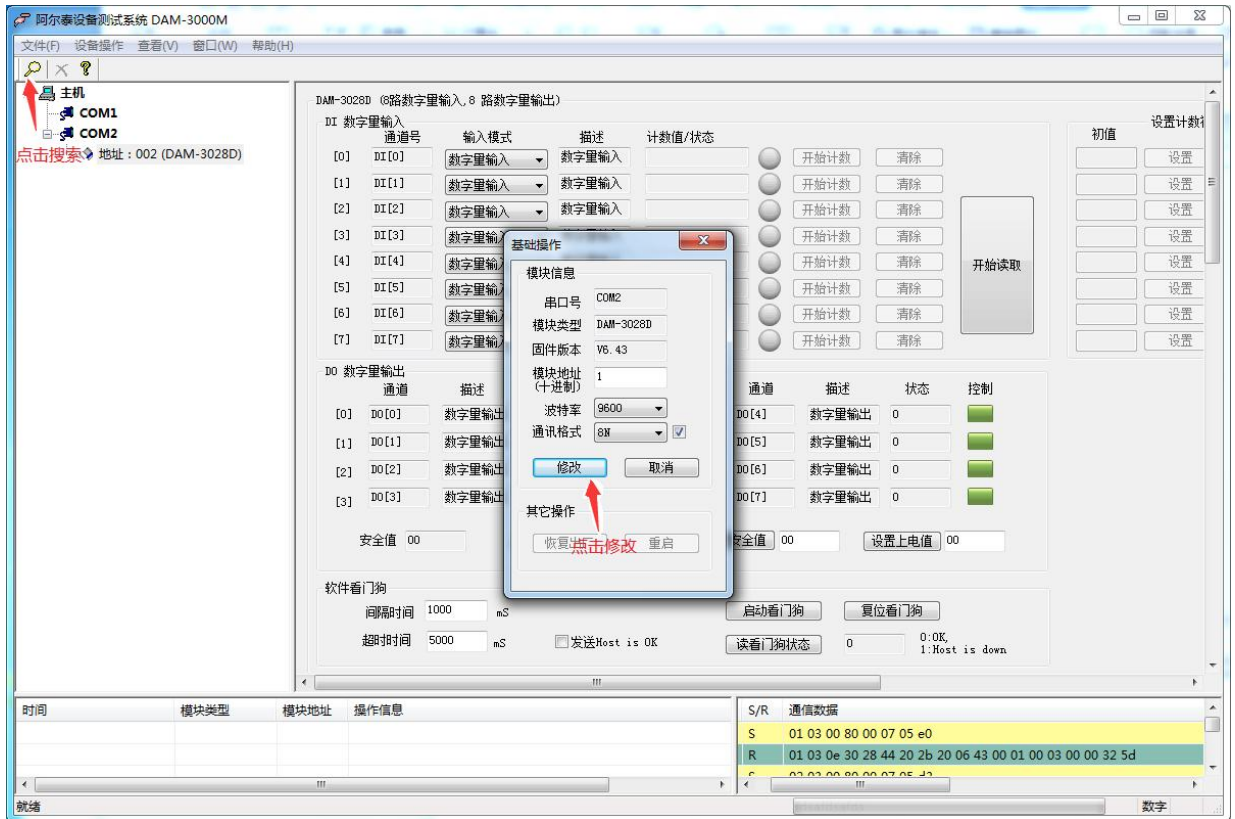 阿尔泰设备测试系统 DAM-3000M
文件(F) 设备操作 查看(V) 窗口(W) 帮助(H)
主机
COM1
COM2
点击搜索 地址：002 (DAM-3028D)
DAM-3028D (8路数字量输入,8 路数字量输出)
DI 数字量输入 设置计数
通道号 输入模式 描述 计数值/状态 初值
[0] DI[0] 数字量输入 数字量输入 开始计数 清除 设置
[1] DI[1] 数字量输入 数字量输入 开始计数 清除 设置
[2] DI[2] 数字量输入 数字量输入 开始计数 清除 设置
[3] DI[3] 数字量输 开始计数 清除 设置
[4] DI[4] 数字量输 开始计数 清除 设置
[5] DI[5] 数字量输 开始计数 清除 设置
[6] DI[6] 数字量输 开始计数 清除 设置
[7] DI[7] 数字量输 开始计数 清除 设置
开始读取
基础操作
模块信息
串口号 COM2
模块类型 DAM-3028D
固件版本 V6.43
模块地址 1
(十进制)
波特率 9600
通讯格式 8N
修改 取消
其它操作
恢复出 点击修改 重启
DO 数字量输出
通道 描述 通道 描述 状态 控制
[0] DO[0] 数字量输出 DO[4] 数字量输出 0
[1] DO[1] 数字量输出 DO[5] 数字量输出 0
[2] DO[2] 数字量输出 DO[6] 数字量输出 0
[3] DO[3] 数字量输出 DO[7] 数字量输出 0
安全值 00 安全值 00 设置上电值 00
软件看门狗
间隔时间 1000 mS 启动看门狗 复位看门狗
超时时间 5000 mS 发送Host is OK 读看门狗状态 0 0:OK,
1:Host is down
时间 模块类型 模块地址 操作信息 S/R 通信数据
S 01 03 00 80 00 07 05 e0
R 01 03 0e 30 28 44 20 2b 20 06 43 00 01 00 03 00 00 32 5d
S 02 03 00 80 00 07 05 d3
就绪 数字